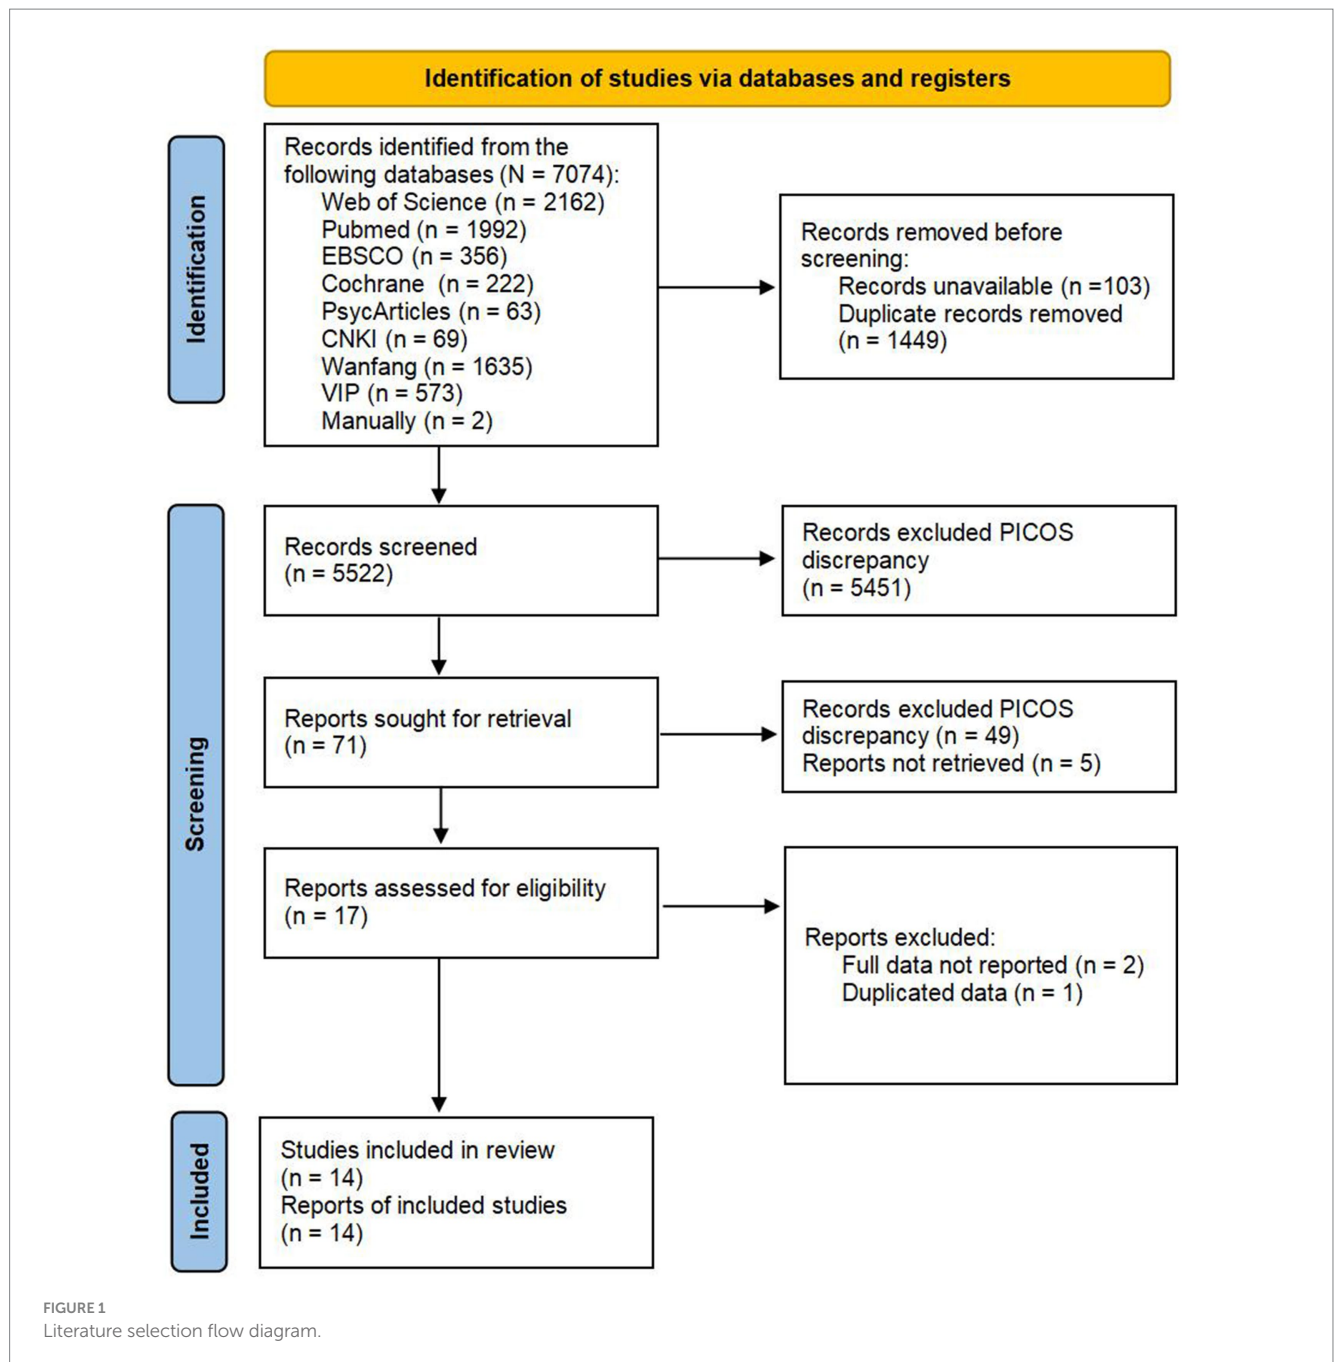 Identification of studies via databases and registers
Identification
Records identified from the
following databases (N = 7074):
Web of Science (n = 2162)
Pubmed (n = 1992)
EBSCO (n = 356)
Cochrane (n = 222)
PsycArticles (n = 63)
CNKI (n = 69)
Wanfang (n = 1635)
VIP (n = 573)
Manually (n = 2)
Records removed before
screening:
Records unavailable (n =103)
Duplicate records removed
(n = 1449)
Screening
Records screened
(n = 5522)
Records excluded PICOS
discrepancy
(n = 5451)
Reports sought for retrieval
(n = 71)
Records excluded PICOS
discrepancy (n = 49)
Reports not retrieved (n = 5)
Reports assessed for eligibility
(n = 17)
Reports excluded:
Full data not reported (n = 2)
Duplicated data (n = 1)
Included
Studies included in review
(n = 14)
Reports of included studies
(n = 14)
FIGURE 1
Literature selection flow diagram.